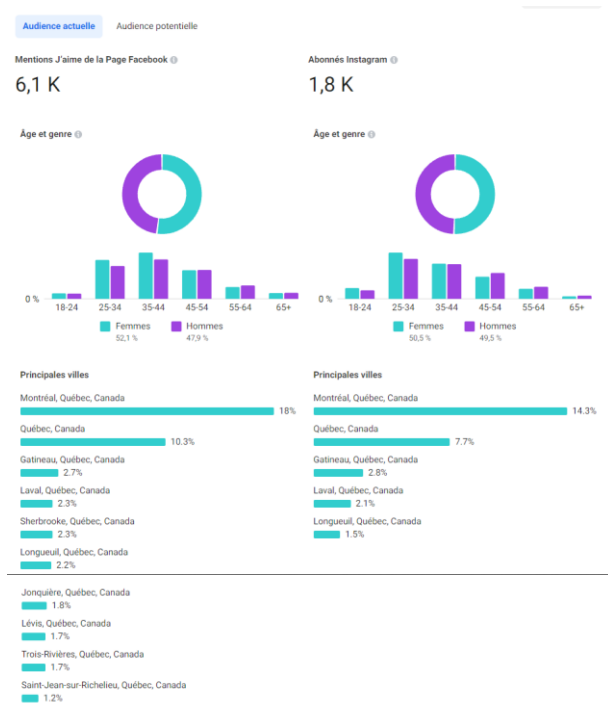 Audience actuelle Audience potentielle
Mentions J'aime de la Page Facebook
6,1 K
Âge et genre
0 %
18-24 25-34 35-44 45-54 55-64 65+
Femmes Hommes
52,1 % 47,9 %
Principales villes
Montréal, Québec, Canada
18%
Québec, Canada
10.3%
Gatineau, Québec, Canada
2.7%
Laval, Québec, Canada
2.3%
Sherbrooke, Québec, Canada
2.3%
Longueuil, Québec, Canada
2.2%
Jonquière, Québec, Canada
1.8%
Lévis, Québec, Canada
1.7%
Trois-Rivières, Québec, Canada
1.7%
Saint-Jean-sur-Richelieu, Québec, Canada
1.2%
Abonnés Instagram
1,8 K
Âge et genre
0 %
18-24 25-34 35-44 45-54 55-64 65+
Femmes Hommes
50,5 % 49,5 %
Principales villes
Montréal, Québec, Canada
14.3%
Québec, Canada
7.7%
Gatineau, Québec, Canada
2.8%
Laval, Québec, Canada
2.1%
Longueuil, Québec, Canada
1.5%